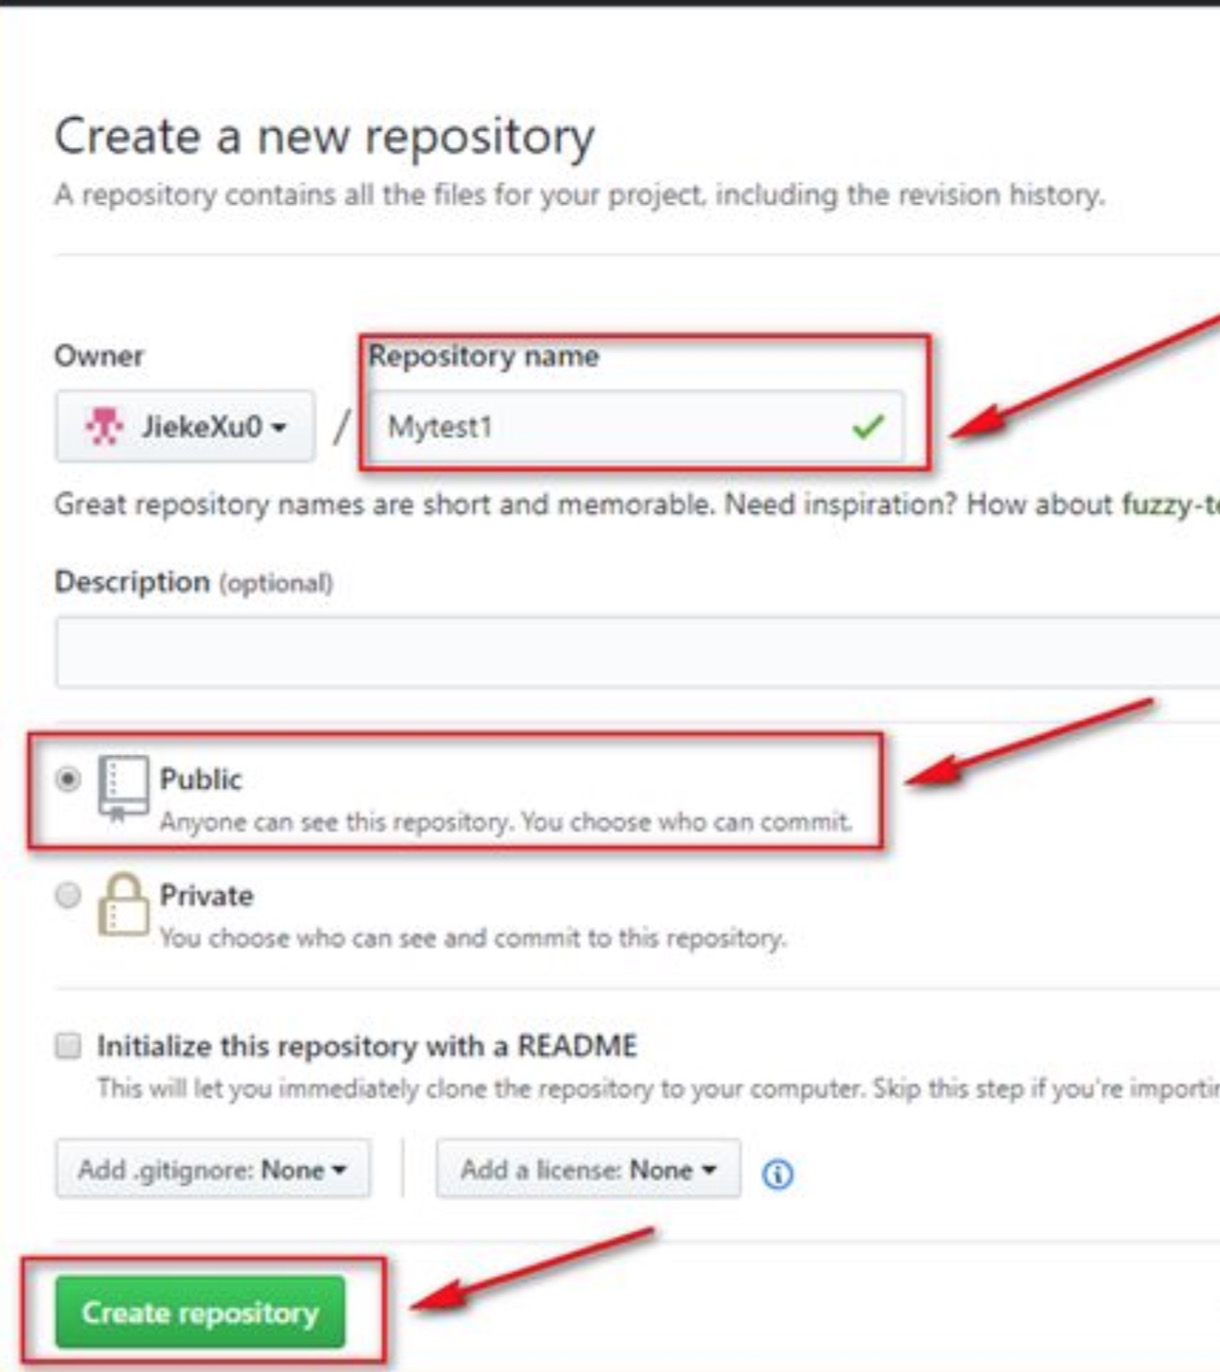 Create a new repository
A repository contains all the files for your project, including the revision history.
Owner
Repository name
JiekeXu0
/
Mytest1
Great repository names are short and memorable. Need inspiration? How about
Description (optional)
Public
Anyone can see this repository. You choose who can commit.
Private
You choose who can see and commit to this repository.
Initialize this repository with a README
This will let you immediately clone the repository to your computer. Skip this step if you're
Add .gitignore: None
Add a license: None
Create repository